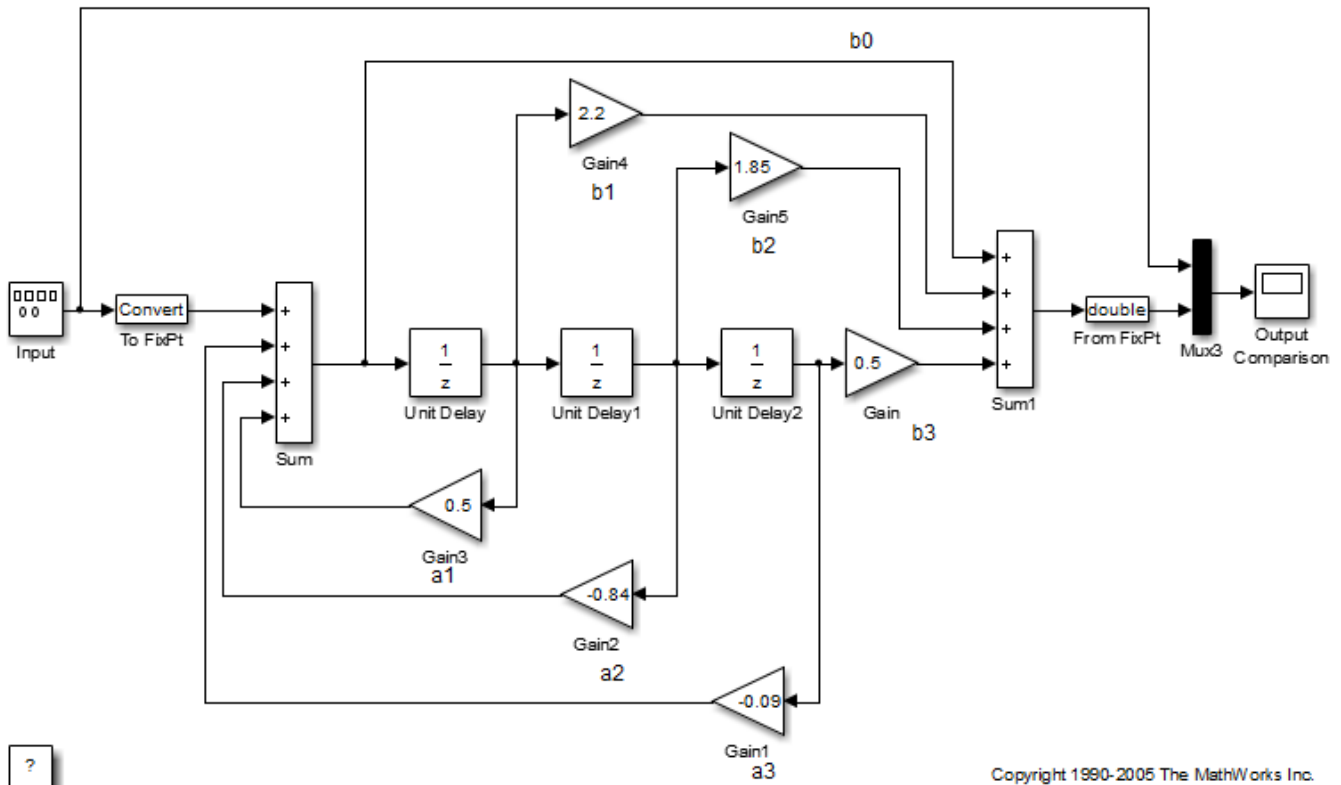 b0
2.2
Gain4
b1
1.85
Gain5
b2
Input
Convert
To FixPt
+
+
+
+
Sum
1
z
Unit Delay
1
z
Unit Delay1
1
z
Unit Delay2
0.5
Gain
b3
+
+
+
+
Sum1
double
From FixPt
Mux3
Output
Comparison
0.5
Gain3
a1
-0.84
Gain2
a2
-0.09
Gain1
a3
?
Copyright 1990-2005 The MathWorks Inc.